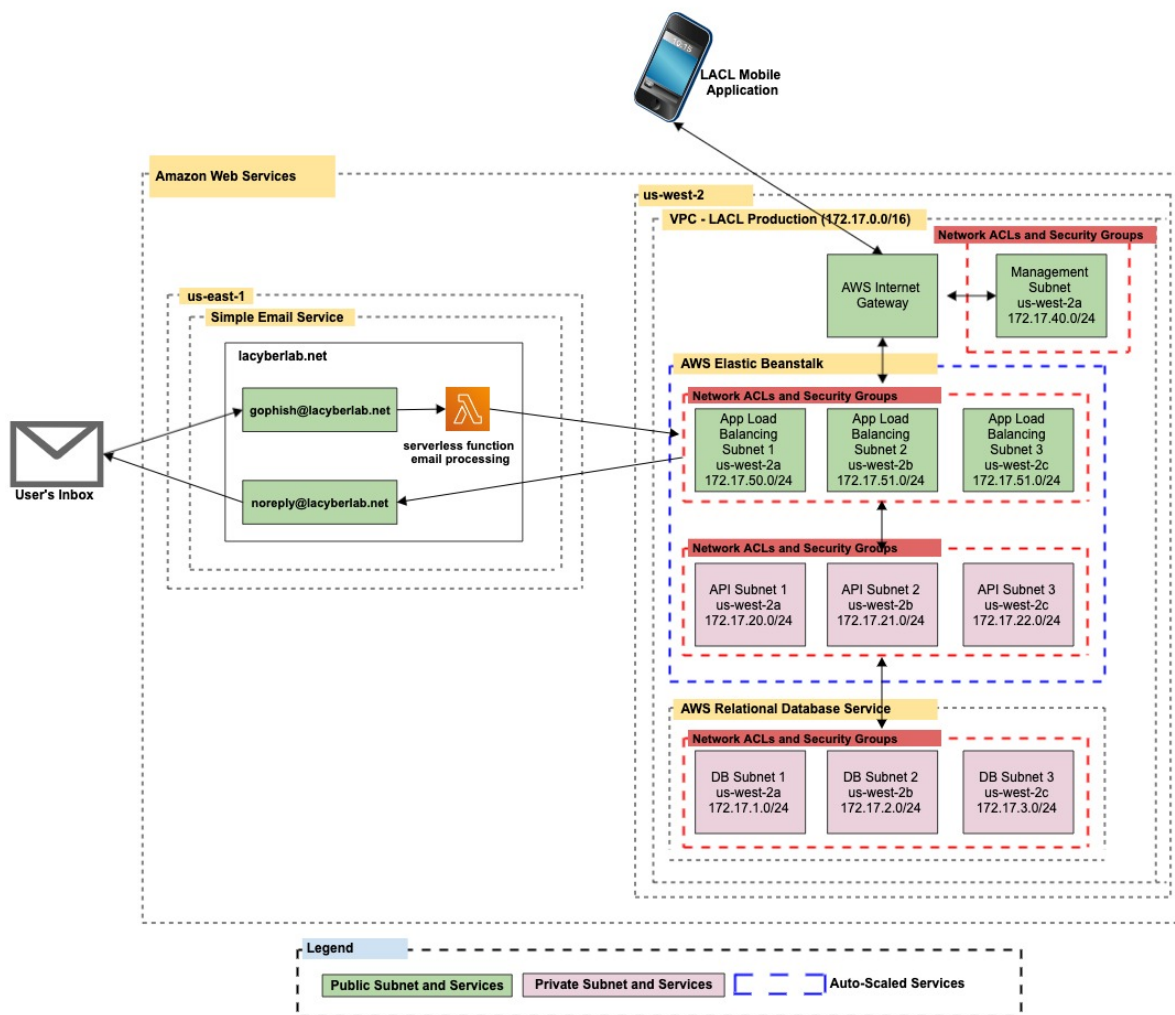 10:15
LACL Mobile
Application
Amazon Web Services
us-west-2
VPC - LACL Production (172.17.0.0/16)
Network ACLs and Security Groups
AWS Internet
Gateway
Management
Subnet
us-west-2a
172.17.40.0/24
us-east-1
Simple Email Service
lacyberlab.net
gophish@lacyberlab.net
serverless function
email processing
noreply@lacyberlab.net
User's Inbox
AWS Elastic Beanstalk
Network ACLs and Security Groups
App Load
Balancing
Subnet 1
us-west-2a
172.17.50.0/24
App Load
Balancing
Subnet 2
us-west-2b
172.17.51.0/24
App Load
Balancing
Subnet 3
us-west-2c
172.17.51.0/24
Network ACLs and Security Groups
API Subnet 1
us-west-2a
172.17.20.0/24
API Subnet 2
us-west-2b
172.17.21.0/24
API Subnet 3
us-west-2c
172.17.22.0/24
AWS Relational Database Service
Network ACLs and Security Groups
DB Subnet 1
us-west-2a
172.17.1.0/24
DB Subnet 2
us-west-2b
172.17.2.0/24
DB Subnet 3
us-west-2c
172.17.3.0/24
Legend
Public Subnet and Services
Private Subnet and Services
Auto-Scaled Services